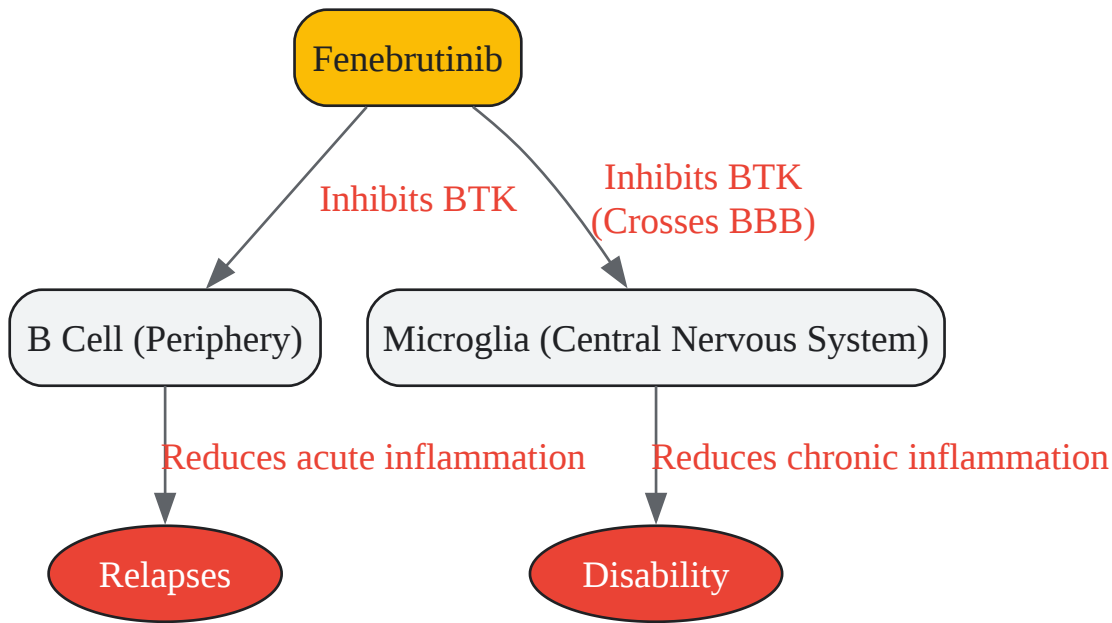 Fenebrutinib
Inhibits BTK
Inhibits BTK
(Crosses BBB)
B Cell (Periphery)
Microglia (Central Nervous System)
Reduces acute inflammation
Reduces chronic inflammation
Relapses
Disability